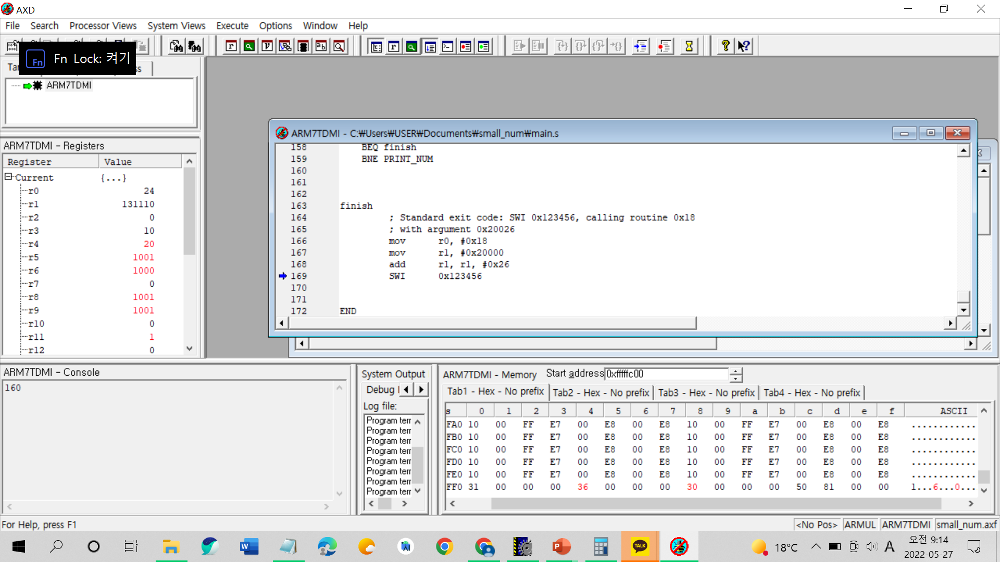 AXD
File Search Processor Views System Views Execute Options Window Help
Fn Fn Lock: 켜기
Ta ss
ARM7TDMI
ARM7TDMI - Registers
Register Value
Current {...}
r0 24
r1 131110
r2 0
r3 10
r4 20
r5 1001
r6 1000
r7 0
r8 1001
r9 1001
r10 0
r11 1
r12 0
ARM7TDMI - C:₩Users₩USER₩Documents₩small_num₩main.s
158 BEQ finish
159 BNE PRINT_NUM
160
161
162
163 finish
164 ; Standard exit code: SWI 0x123456, calling routine 0x18
165 ; with argument 0x20026
166 mov r0, #0x18
167 mov r1, #0x20000
168 add r1, r1, #0x26
169 SWI 0x123456
170
171
172 END
ARM7TDMI - Console
160
System Output
Debug
Log file:
Program terr
Program terr
Program terr
Program terr
Program terr
Program terr
Program terr
Program terr
ARM7TDMI - Memory Start address 0xfffffc00
Tab1 - Hex - No prefix Tab2 - Hex - No prefix Tab3 - Hex - No prefix Tab4 - Hex - No prefix
s 0 1 2 3 4 5 6 7 8 9 a b c d e f ASCII
FA0 10 00 FF E7 00 E8 00 E8 10 00 FF E7 00 E8 00 E8 ............
FB0 10 00 FF E7 00 E8 00 E8 10 00 FF E7 00 E8 00 E8 ............
FC0 10 00 FF E7 00 E8 00 E8 10 00 FF E7 00 E8 00 E8 ............
FD0 10 00 FF E7 00 E8 00 E8 10 00 FF E7 00 E8 00 E8 ............
FE0 10 00 FF E7 00 E8 00 E8 10 00 FF E7 00 E8 00 E8 ............
FF0 31 00 00 00 36 00 00 00 30 00 00 00 50 81 00 00 1...6...0...
For Help, press F1
<No Pos> ARMUL ARM7TDMI small_num.axf
18°C A 오전 9:14
2022-05-27